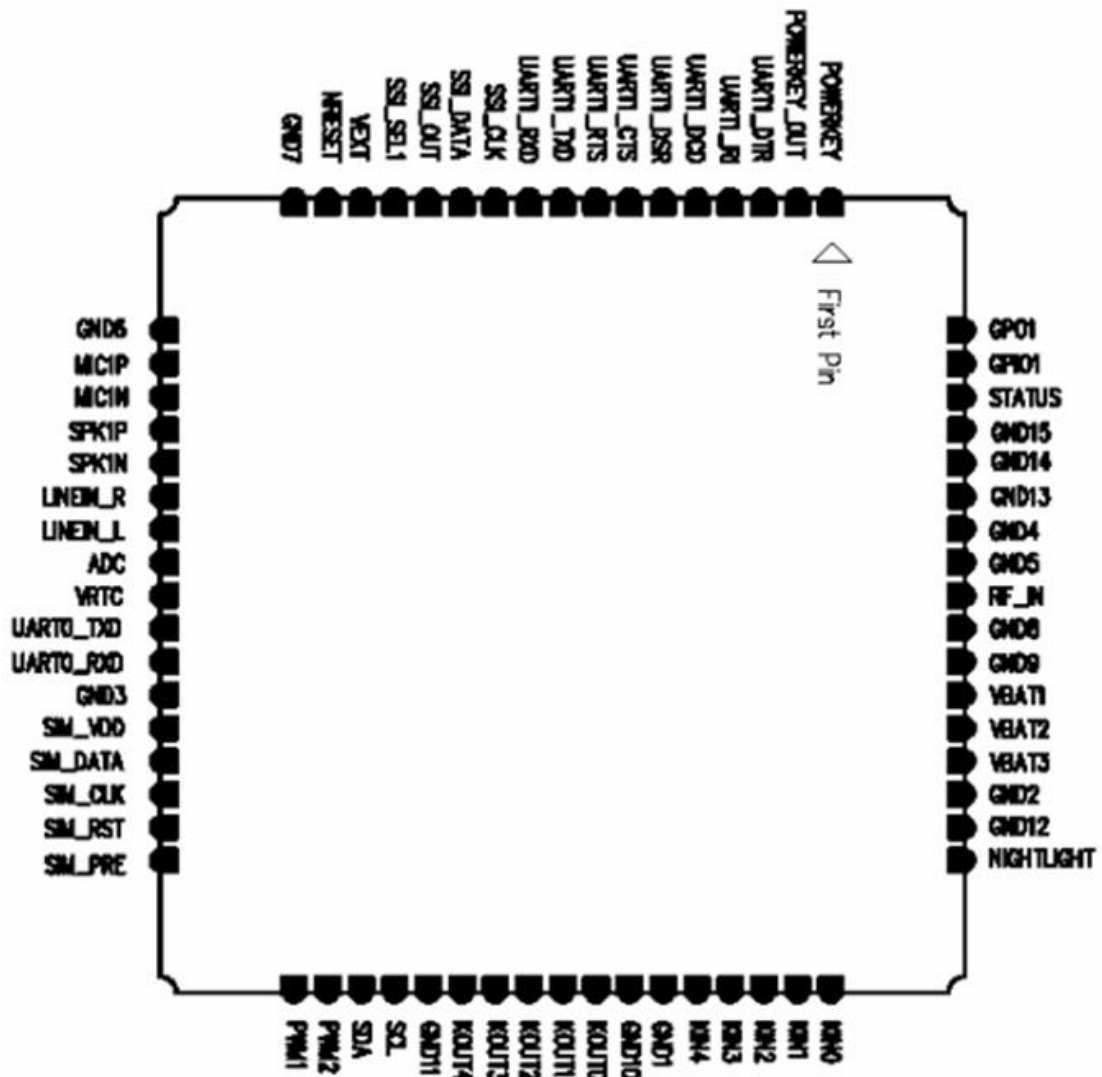 GND7
NRESET
VEXT
SSI_SEL1
SSI_OUT
SSI_DATA
SSI_CLK
UART1_RXD
UART1_TXD
UART1_RTS
UART1_CTS
UART1_DSR
UART1_DCD
UART1_RI
UART1_DTR
POWERKEY_OUT
POWERKEY
First Pin
GND6
MIC1P
MIC1N
SPK1P
SPK1N
LINEIN_R
LINEIN_L
ADC
VRTC
UART0_TXD
UART0_RXD
GND3
SIM_VDD
SIM_DATA
SIM_CLK
SIM_RST
SIM_PRE
GPO1
GPIO1
STATUS
GND15
GND14
GND13
GND4
GND5
RF_IN
GND8
GND9
VBAT1
VBAT2
VBAT3
GND2
GND12
NIGHTLIGHT
PWM1
PWM2
SDA
SCL
GND11
KOUT4
KOUT3
KOUT2
KOUT1
KOUT0
GND10
GND1
KIN4
KIN3
KIN2
KIN1
KIN0